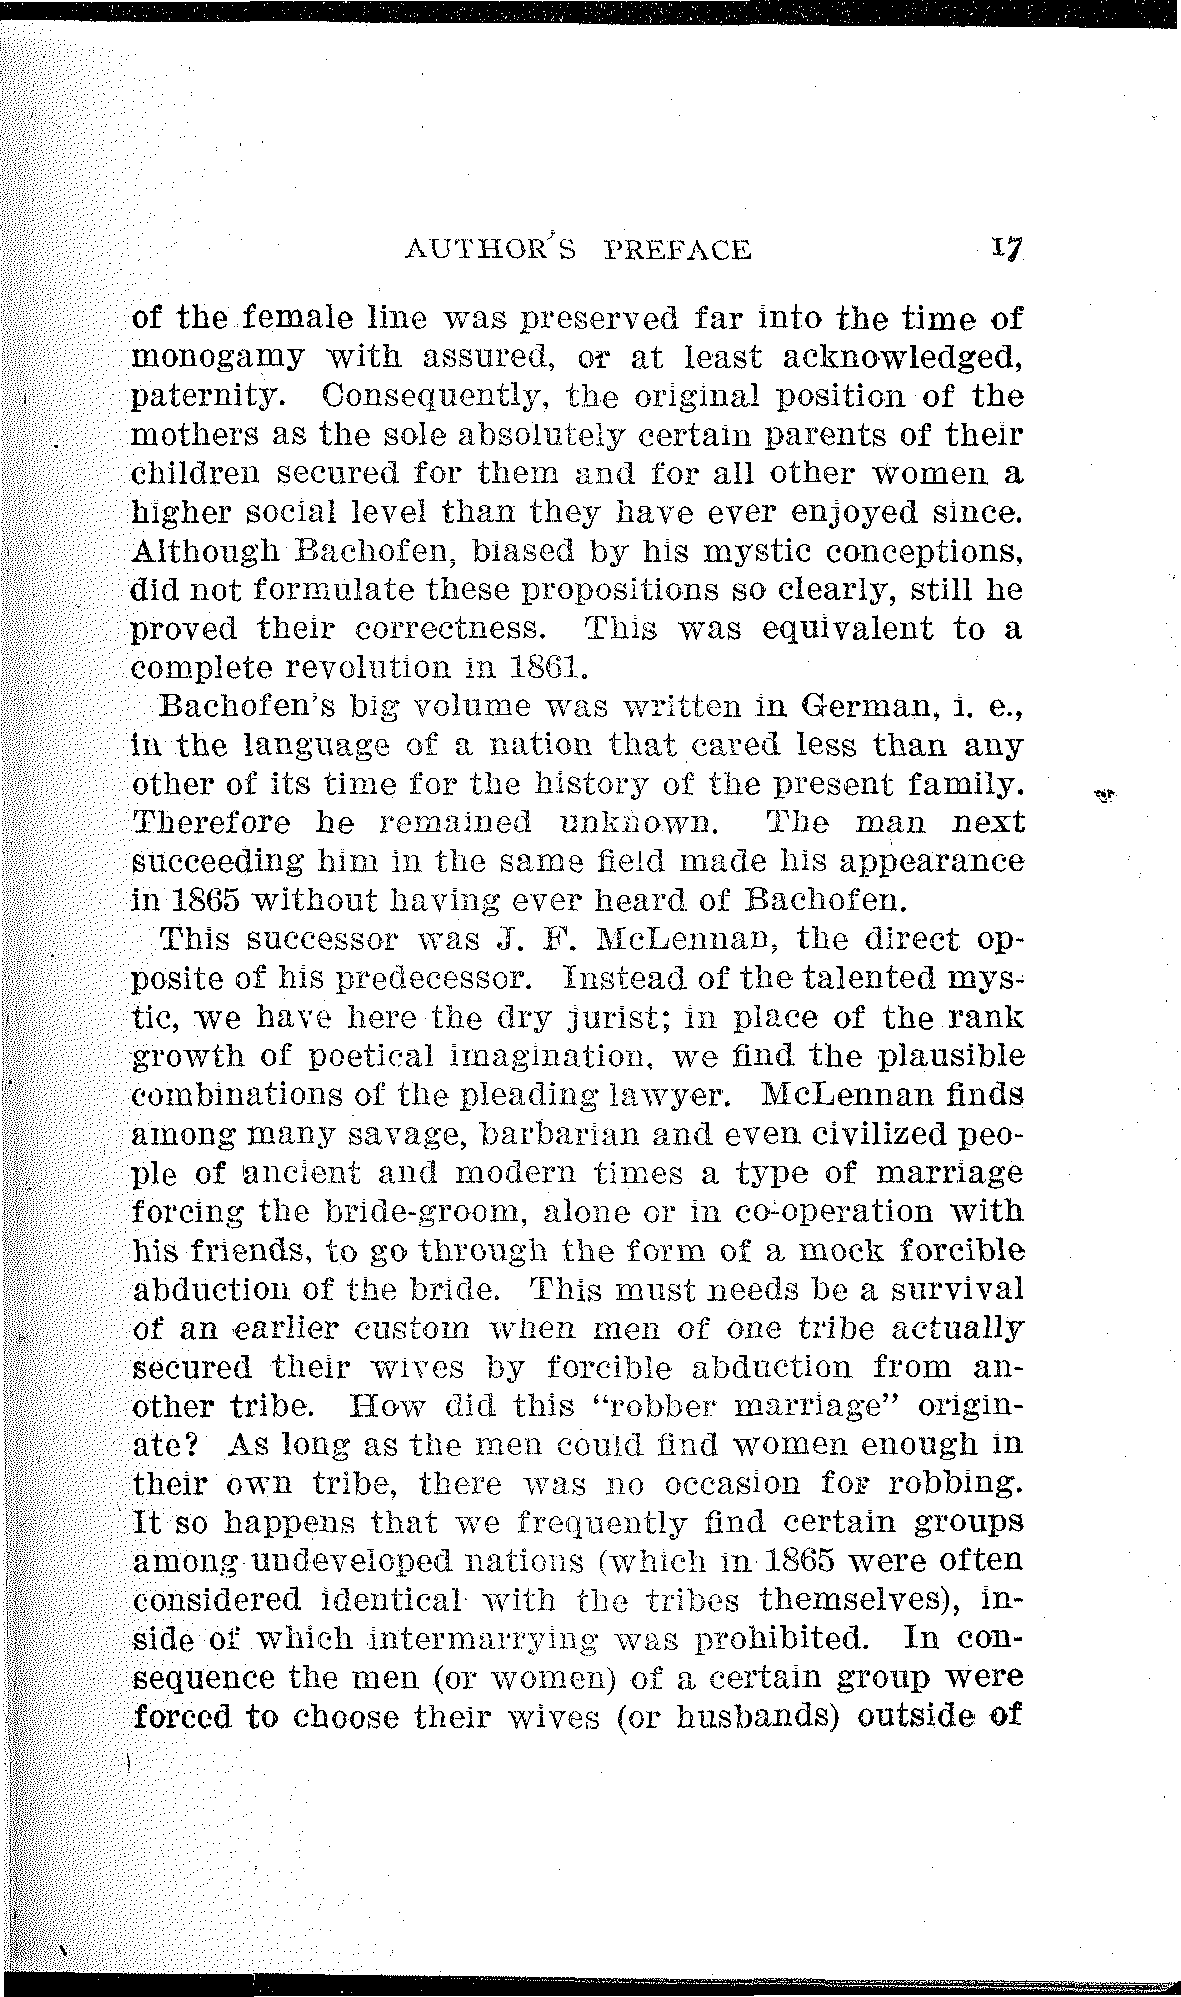 AUTHOR'S PREFACE 17
of the female line was preserved far into the time of
monogamy with assured, or at least acknowledged,
paternity. Consequently, the original position of the
mothers as the sole absolutely certain parents of their
children secured for them and for all other women a
higher social level than they have ever enjoyed since.
Although Bachofen, biased by his mystic conceptions,
did not formulate these propositions so clearly, still he
proved their correctness. This was equivalent to a
complete revolution in 1861.
Bachofen's big volume was written in German, i. e.,
in the language of a nation that cared less than any
other of its time for the history of the present family.
Therefore he remained unknown. The man next
succeeding him in the same field made his appearance
in 1865 without having ever heard of Bachofen.
This successor was J. F. McLennan, the direct op-
posite of his predecessor. Instead of the talented mys-
tic, we have here the dry jurist; in place of the rank
growth of poetical imagination, we find the plausible
combinations of the pleading lawyer. McLennan finds
among many savage, barbarian and even civilized peo-
ple of ancient and modern times a type of marriage
forcing the bride-groom, alone or in co-operation with
his friends, to go through the form of a mock forcible
abduction of the bride. This must needs be a survival
of an earlier custom when men of one tribe actually
secured their wives by forcible abduction from an-
other tribe. How did this "robber marriage" origin-
ate? As long as the men could find women enough in
their own tribe, there was no occasion for robbing.
It so happens that we frequently find certain groups
among undeveloped nations (which in 1865 were often
considered identical with the tribes themselves), in-
side of which intermarrying was prohibited. In con-
sequence the men (or women) of a certain group were
forced to choose their wives (or husbands) outside of